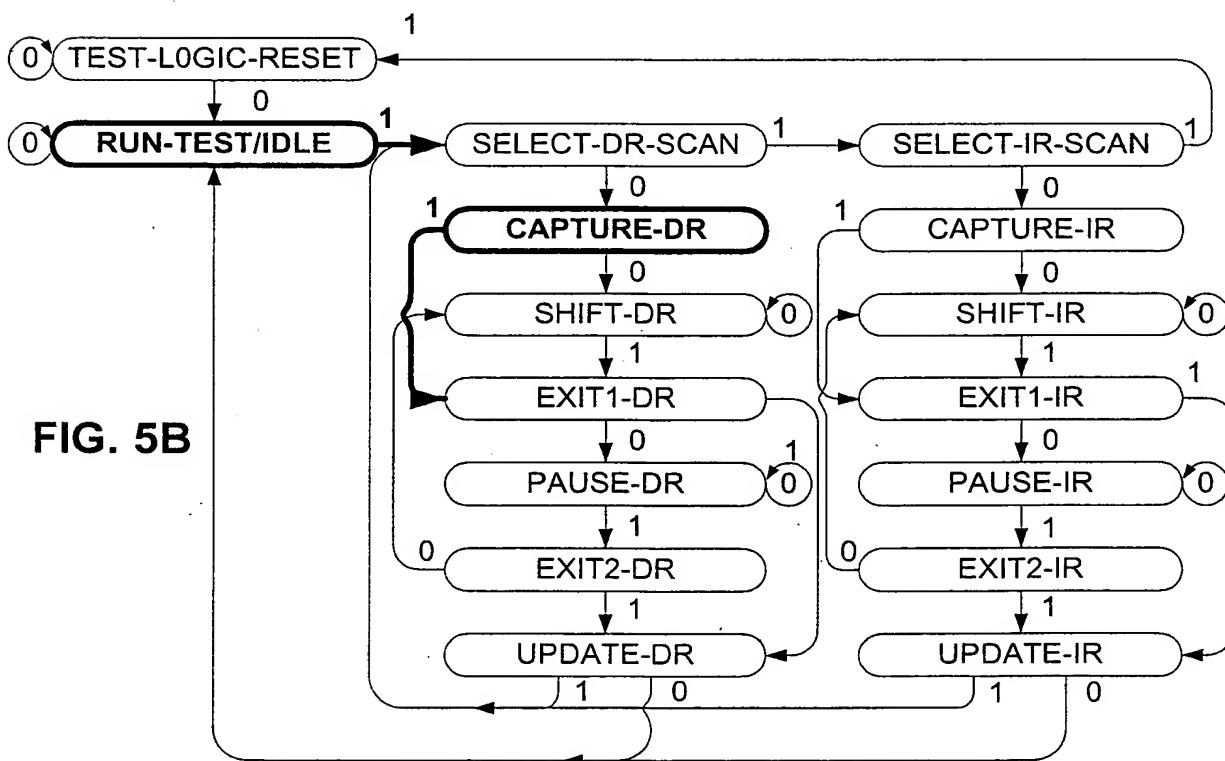 1
0 TEST-L0GIC-RESET
0
0 RUN-TEST/IDLE 1 SELECT-DR-SCAN 1 SELECT-IR-SCAN 1
0 0
1 CAPTURE-DR 1 CAPTURE-IR
0 0
SHIFT-DR 0 SHIFT-IR 0
1 1
EXIT1-DR EXIT1-IR 1
FIG. 5B
0 1 0
PAUSE-DR 0 PAUSE-IR 0
1 1
0 EXIT2-DR 0 EXIT2-IR
1 1
UPDATE-DR UPDATE-IR
1 0 1 0